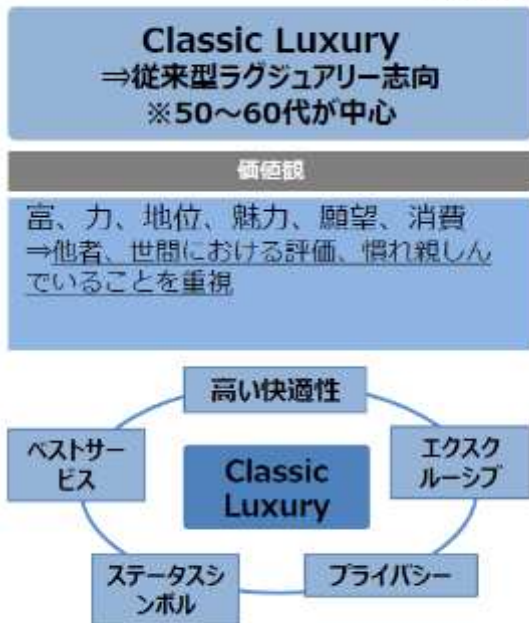 Classic Luxury
⇒従来型ラグジュアリー志向
※50～60代が中心
価値観
富、力、地位、魅力、願望、消費
⇒他者、世間における評価、慣れ親しん
でいることを重視
高い快適性
ベストサー
ビス
エクスク
ルーシブ
Classic
Luxury
ステータスシ
ンボル
プライバシー